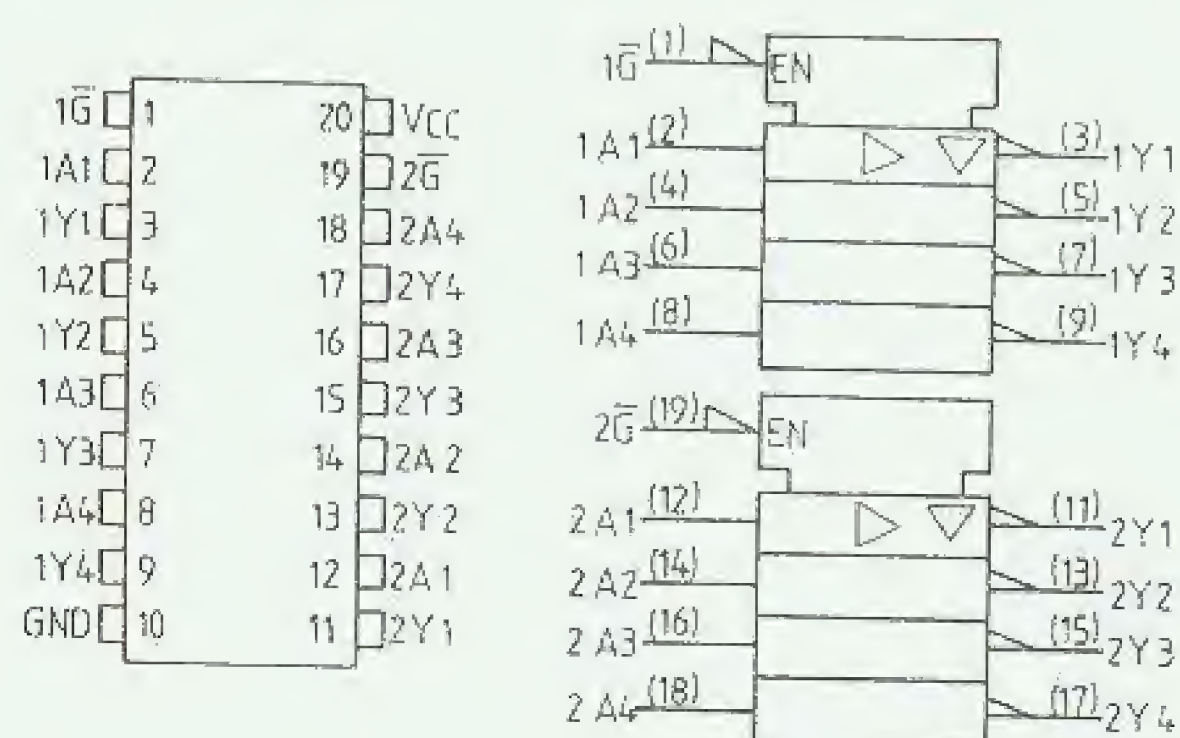 1G̅ 1 20 VCC
1A1 2 19 2G̅
1Y1 3 18 2A4
1A2 4 17 2Y4
1Y2 5 16 2A3
1A3 6 15 2Y3
1Y3 7 14 2A2
1A4 8 13 2Y2
1Y4 9 12 2A1
GND 10 11 2Y1
1G̅ (1) EN
1A1 (2) (3) 1Y1
1A2 (4) (5) 1Y2
1A3 (6) (7) 1Y3
1A4 (8) (9) 1Y4
2G̅ (19) EN
2A1 (12) (11) 2Y1
2A2 (14) (13) 2Y2
2A3 (16) (15) 2Y3
2A4 (18) (17) 2Y4